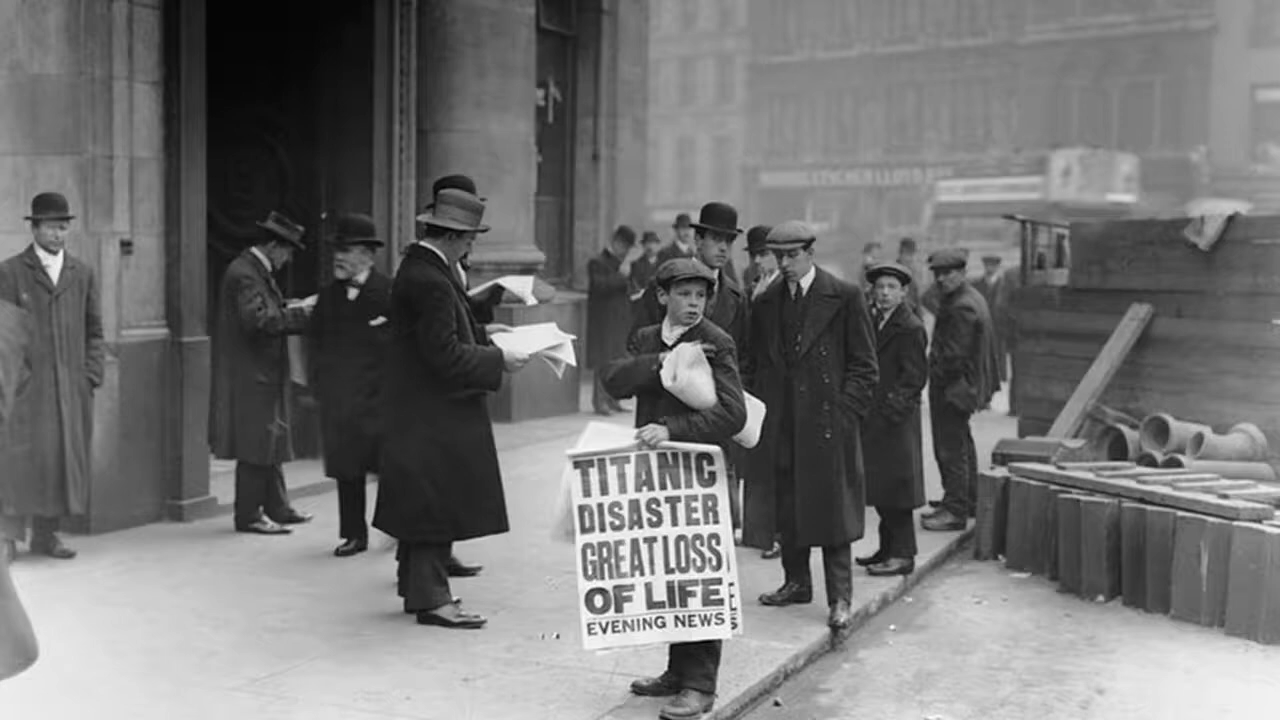 TITANIC
DISASTER
GREAT LOSS
OF LIFE
EVENING NEWS